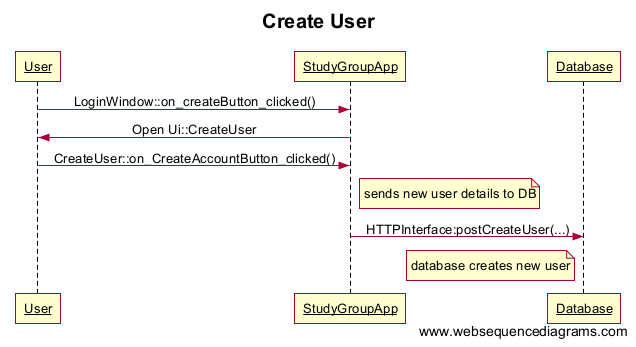 Create User
User
StudyGroupApp
Database
LoginWindow::on_createButton_clicked()
Open Ui::CreateUser
CreateUser::on_CreateAccountButton_clicked()
sends new user details to DB
HTTPInterface:postCreateUser(...)
database creates new user
User
StudyGroupApp
Database
www.websequencediagrams.com